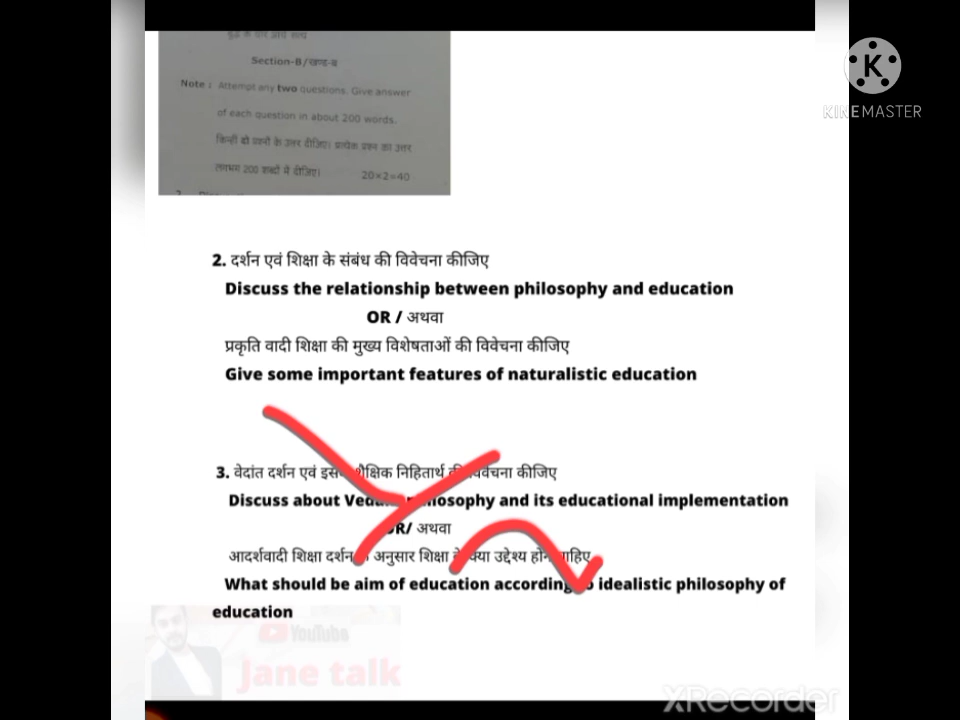 बुद्ध के चार आर्य सत्य
Section-B/खण्ड-ब
Note : Attempt any two questions. Give answer
of each question in about 200 words.
किन्हीं दो प्रश्नों के उत्तर दीजिए। प्रत्येक प्रश्न का उत्तर
लगभग 200 शब्दों में दीजिए। 20×2=40
K
KINEMASTER
2. दर्शन एवं शिक्षा के संबंध की विवेचना कीजिए
Discuss the relationship between philosophy and education
OR / अथवा
प्रकृति वादी शिक्षा की मुख्य विशेषताओं की विवेचना कीजिए
Give some important features of naturalistic education
3. वेदांत दर्शन एवं शैक्षिक निहितार्थ की विवेचना कीजिए
Discuss about philosophy and its educational implementation
OR/ अथवा
आदर्शवादी शिक्षा दर्शन अनुसार शिक्षा क्या उद्देश्य
What should be aim of education according idealistic philosophy of
education
YouTube
Jane talk
XRecorder